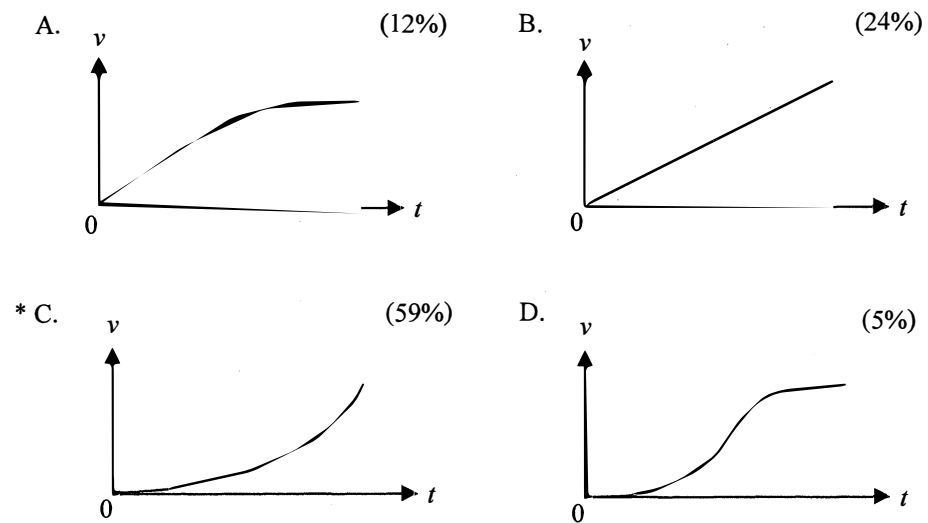 A. (12%) B. (24%)
v v
t t
0 0
* C. (59%) D. (5%)
v v
t t
0 0